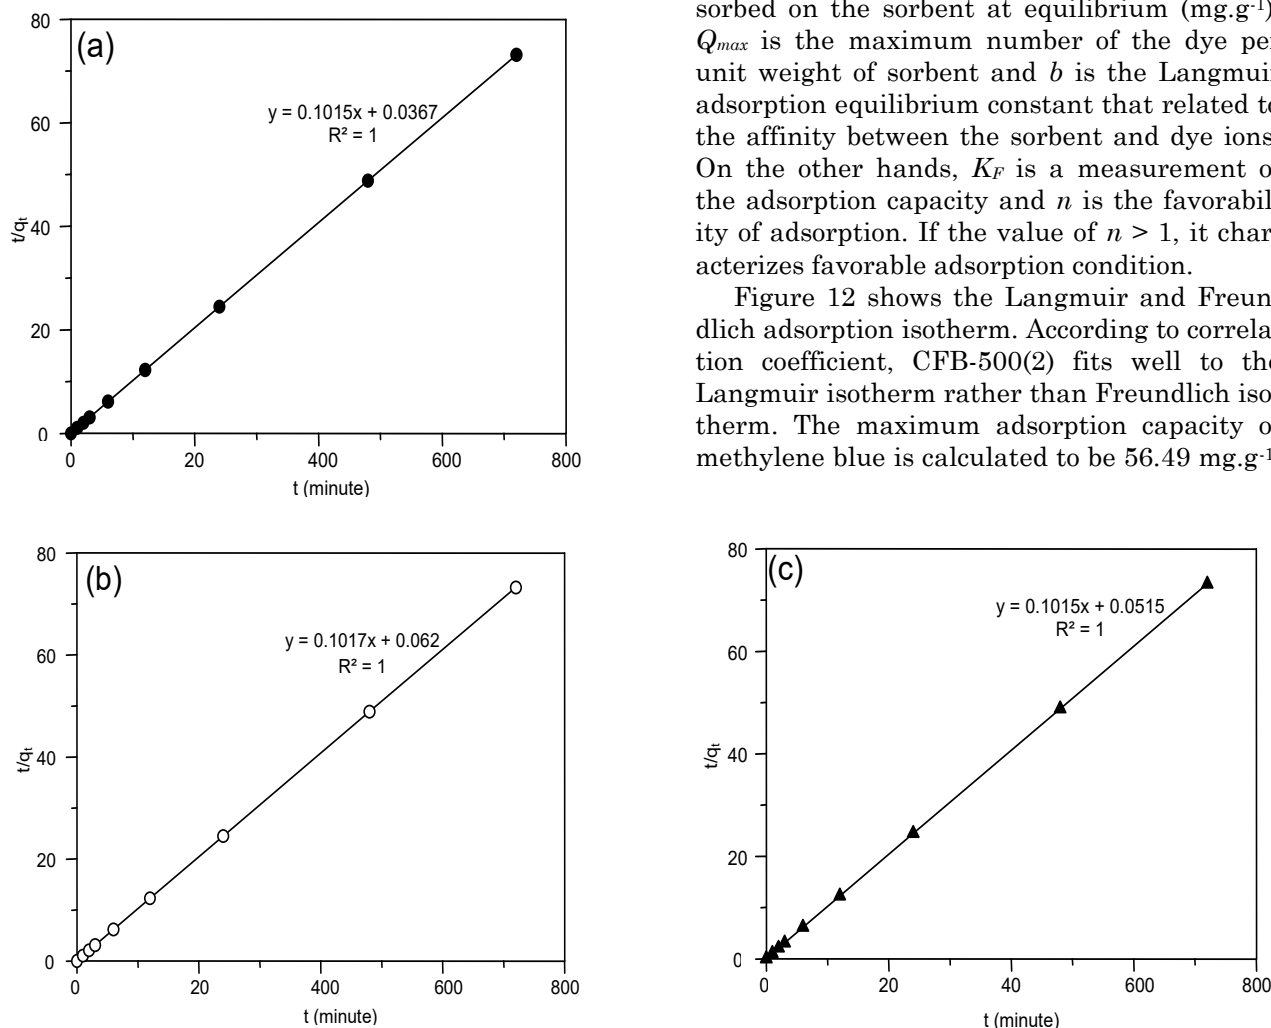 (a)
80
60
40
20
0
t/qt
y = 0.1015x + 0.0367
R² = 1
0 20 400 600 800
t (minute)
sorbed on the sorbent at equilibrium (mg.g-1)
Qmax is the maximum number of the dye per
unit weight of sorbent and b is the Langmuir
adsorption equilibrium constant that related to
the affinity between the sorbent and dye ions
On the other hands, KF is a measurement o
the adsorption capacity and n is the favorabil
ity of adsorption. If the value of n > 1, it char
acterizes favorable adsorption condition.
Figure 12 shows the Langmuir and Freun
dlich adsorption isotherm. According to correla
tion coefficient, CFB-500(2) fits well to the
Langmuir isotherm rather than Freundlich iso
therm. The maximum adsorption capacity o
methylene blue is calculated to be 56.49 mg.g-1
(b)
80
60
40
20
0
t/qt
y = 0.1017x + 0.062
R² = 1
0 20 400 600 800
t (minute)
(c)
80
60
40
20
0
t/qt
y = 0.1015x + 0.0515
R² = 1
0 20 40 600 800
t (minute)